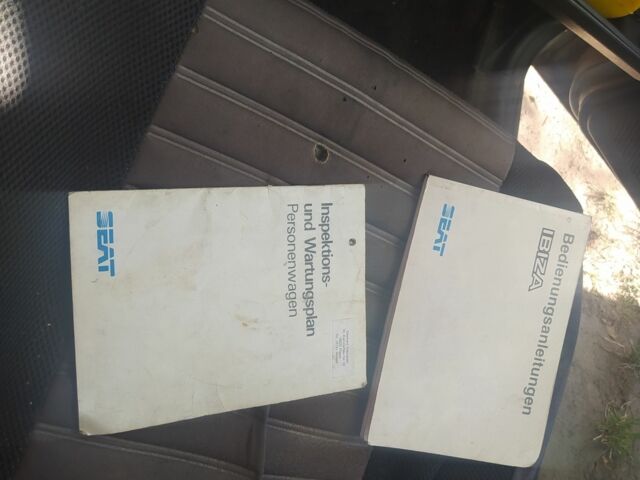 Inspektions-
und Wartungsplan
Personenwagen
SEAT
Bedienungsanleitungen
IBIZA
SEAT